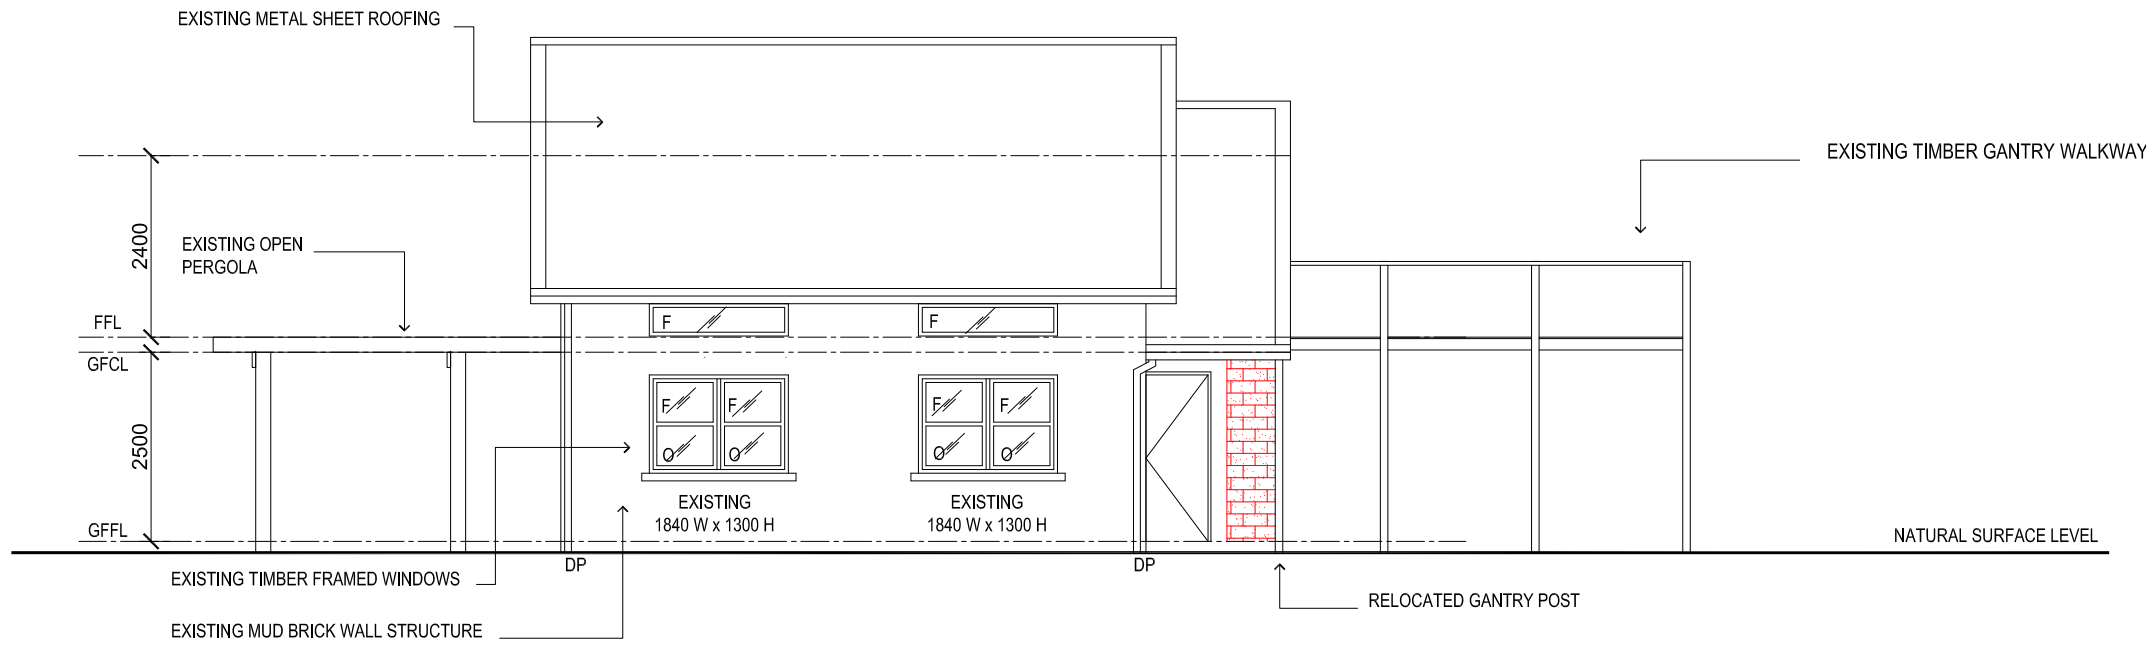 EXISTING METAL SHEET ROOFING
EXISTING TIMBER GANTRY WALKWAY
2400
EXISTING OPEN
PERGOLA
FFL
F
F
GFCL
F
F
F
F
2500
O
O
O
O
EXISTING
1840 W x 1300 H
EXISTING
1840 W x 1300 H
GFFL
NATURAL SURFACE LEVEL
DP
DP
EXISTING TIMBER FRAMED WINDOWS
RELOCATED GANTRY POST
EXISTING MUD BRICK WALL STRUCTURE